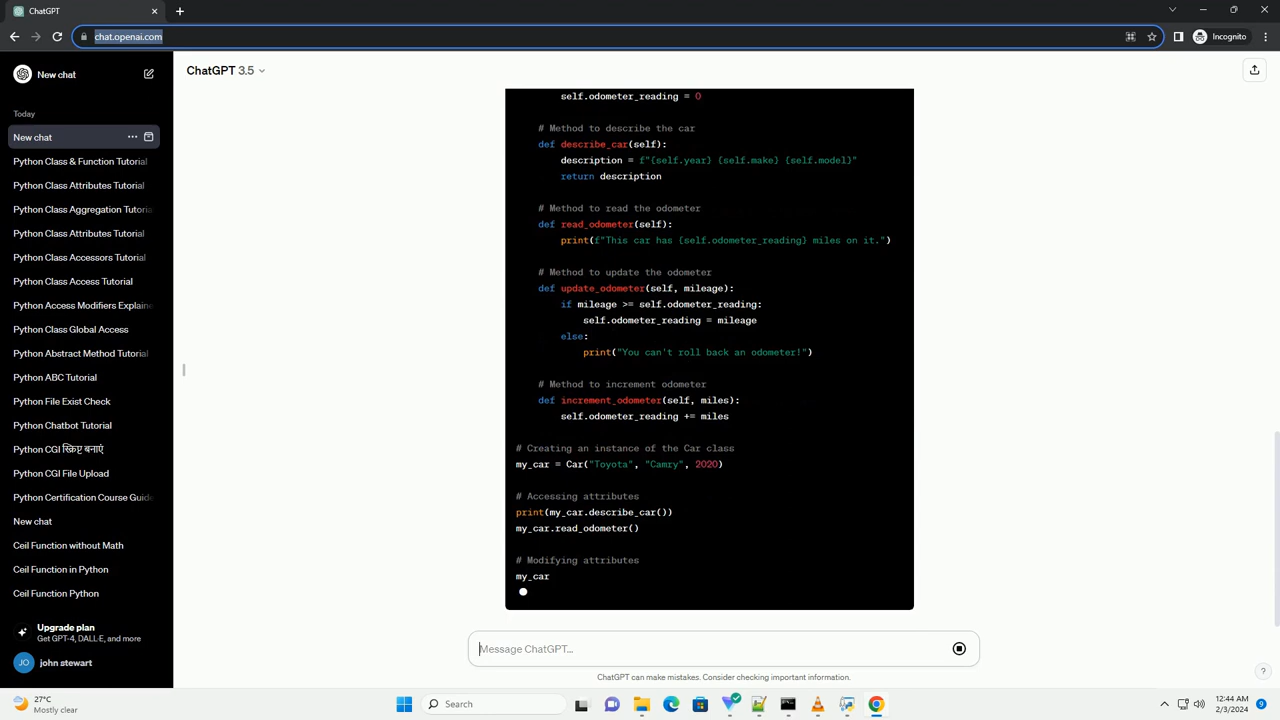 ChatGPT
chat.openai.com
Incognito
New chat
ChatGPT 3.5
Today
New chat
Python Class & Function Tutorial
Python Class Aggregation Tutoria
Python Class Attributes Tutorial
Python Class Accessors Tutorial
Python Class Access Tutorial
Python Access Modifiers Explaine
Python Class Global Access
Python Abstract Method Tutorial
Python ABC Tutorial
Python File Exist Check
Python Chatbot Tutorial
Python CGI स्क्रिप्ट बनाएं
Python CGI File Upload
Python Certification Course Guide
New chat
Ceil Function without Math
Ceil Function in Python
Ceil Function Python
Upgrade plan
Get GPT-4, DALL·E, and more
JO john stewart
self.odometer_reading = 0
# Method to describe the car
def describe_car(self):
description = f"{self.year} {self.make} {self.model}"
return description
# Method to read the odometer
def read_odometer(self):
print(f"This car has {self.odometer_reading} miles on it.")
# Method to update the odometer
def update_odometer(self, mileage):
if mileage >= self.odometer_reading:
self.odometer_reading = mileage
else:
print("You can't roll back an odometer!")
# Method to increment odometer
def increment_odometer(self, miles):
self.odometer_reading += miles
# Creating an instance of the Car class
my_car = Car("Toyota", "Camry", 2020)
# Accessing attributes
print(my_car.describe_car())
my_car.read_odometer()
# Modifying attributes
my_car
Message ChatGPT...
ChatGPT can make mistakes. Consider checking important information.
?
27°C
Mostly clear
Search
12:44 AM
2/3/2024
9